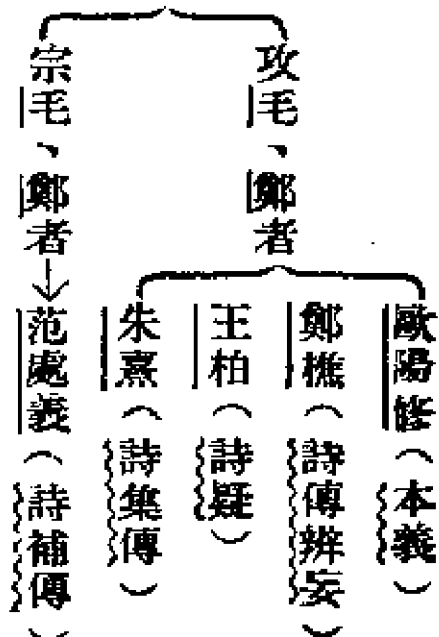 攻毛、鄭者
歐陽修（本義）
鄭樵（詩傳辨妄）
王柏（詩疑）
朱熹（詩集傳）
宗毛、鄭者→范處義（詩補傳）